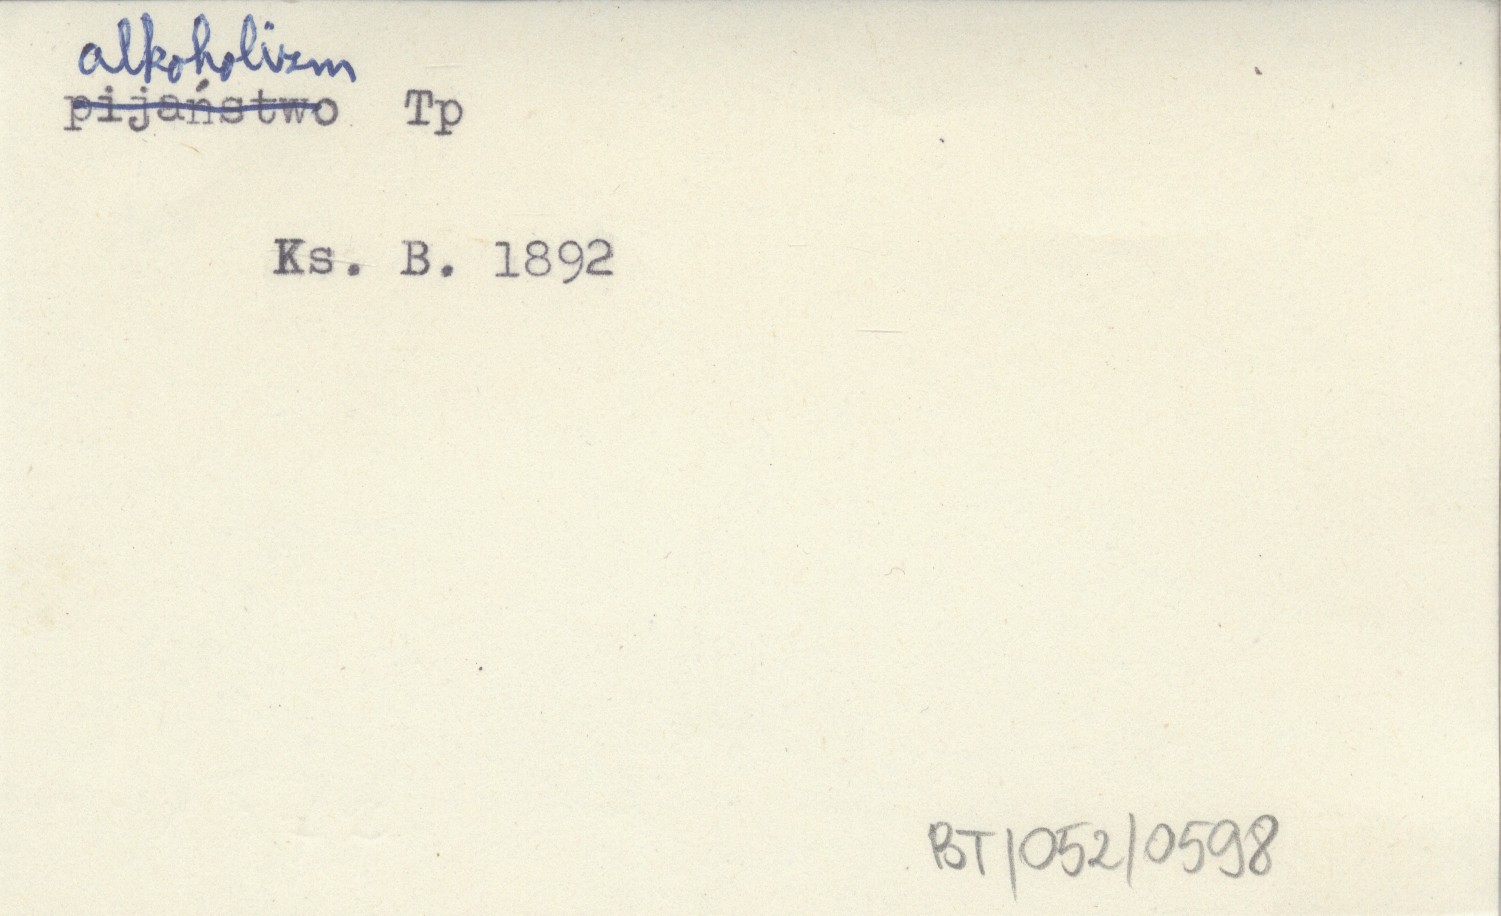 alkoholizm
pijaństwo Tp
Ks. B. 1892
BT/052/0598